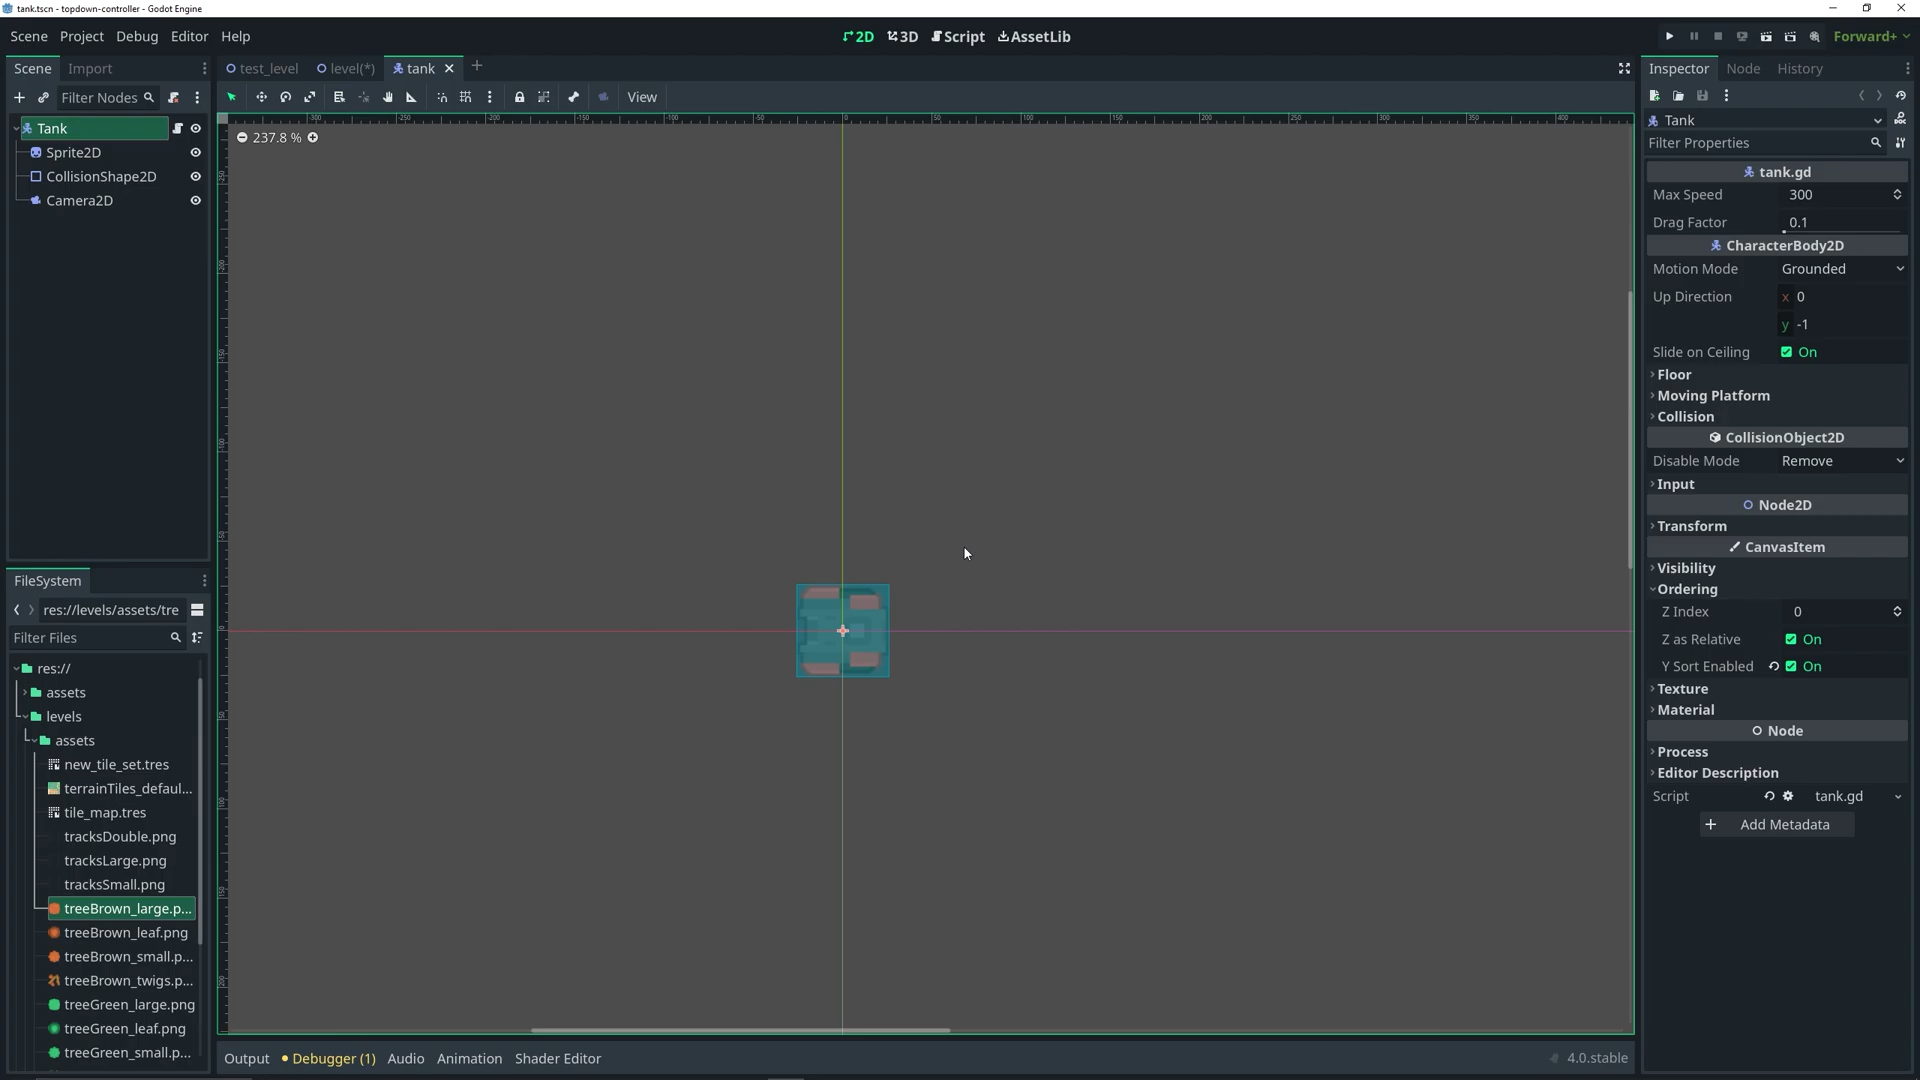 tank.tscn - topdown-controller - Godot Engine
Scene Project Debug Editor Help
2D 3D Script AssetLib
Forward+
Scene Import
test_level level(*) tank
Inspector Node History
Filter Nodes
View
Tank
Sprite2D
CollisionShape2D
Camera2D
237.8 %
Tank
Filter Properties
tank.gd
Max Speed 300
Drag Factor 0.1
CharacterBody2D
Motion Mode Grounded
Up Direction x 0
y -1
Slide on Ceiling On
Floor
Moving Platform
Collision
CollisionObject2D
Disable Mode Remove
Input
Node2D
Transform
CanvasItem
Visibility
Ordering
Z Index 0
Z as Relative On
Y Sort Enabled On
Texture
Material
Node
Process
Editor Description
Script tank.gd
Add Metadata
FileSystem
res://levels/assets/tre
Filter Files
res://
assets
levels
assets
new_tile_set.tres
terrainTiles_defaul...
tile_map.tres
tracksDouble.png
tracksLarge.png
tracksSmall.png
treeBrown_large.p...
treeBrown_leaf.png
treeBrown_small.p...
treeBrown_twigs.p...
treeGreen_large.png
treeGreen_leaf.png
treeGreen_small.p...
Output Debugger (1) Audio Animation Shader Editor
4.0.stable